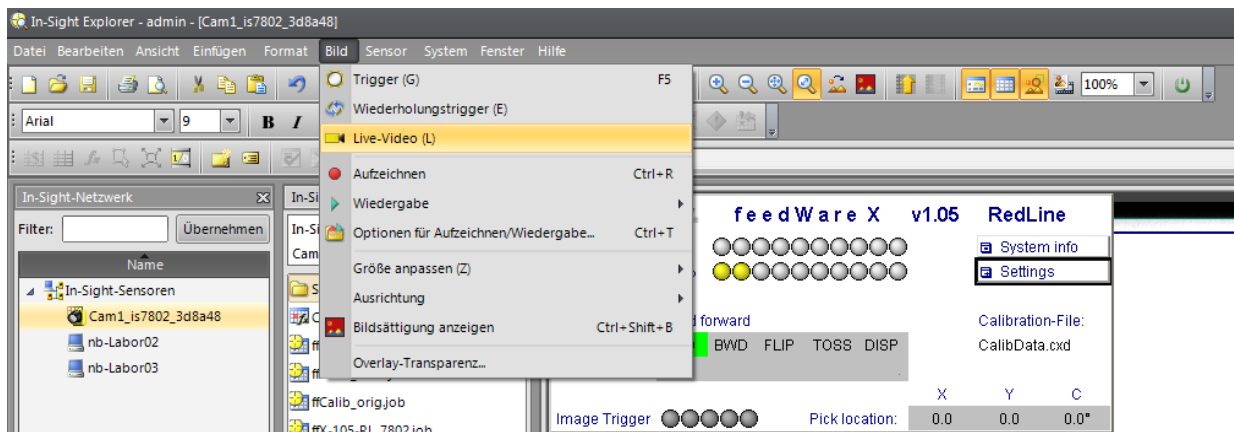 In-Sight Explorer - admin - [Cam1_is7802_3d8a48]
Datei Bearbeiten Ansicht Einfügen Format Bild Sensor System Fenster Hilfe
Trigger (G) F5
100%
Wiederholungstrigger (E)
Arial 9 B I
Live-Video (L)
Aufzeichnen Ctrl+R
In-Sight-Netzwerk
Wiedergabe
feedWare X v1.05 RedLine
Filter: Übernehmen
Optionen für Aufzeichnen/Wiedergabe... Ctrl+T
System info
Name
Größe anpassen (Z)
Settings
In-Sight-Sensoren
Ausrichtung
Cam1_is7802_3d8a48
Bildsättigung anzeigen Ctrl+Shift+B
forward
Calibration-File:
nb-Labor02
BWD FLIP TOSS DISP
CalibData.cxd
nb-Labor03
Overlay-Transparenz...
X Y C
ffCalib_orig.job
Image Trigger Pick location: 0.0 0.0 0.0°
ffX-105-RL_7802.job